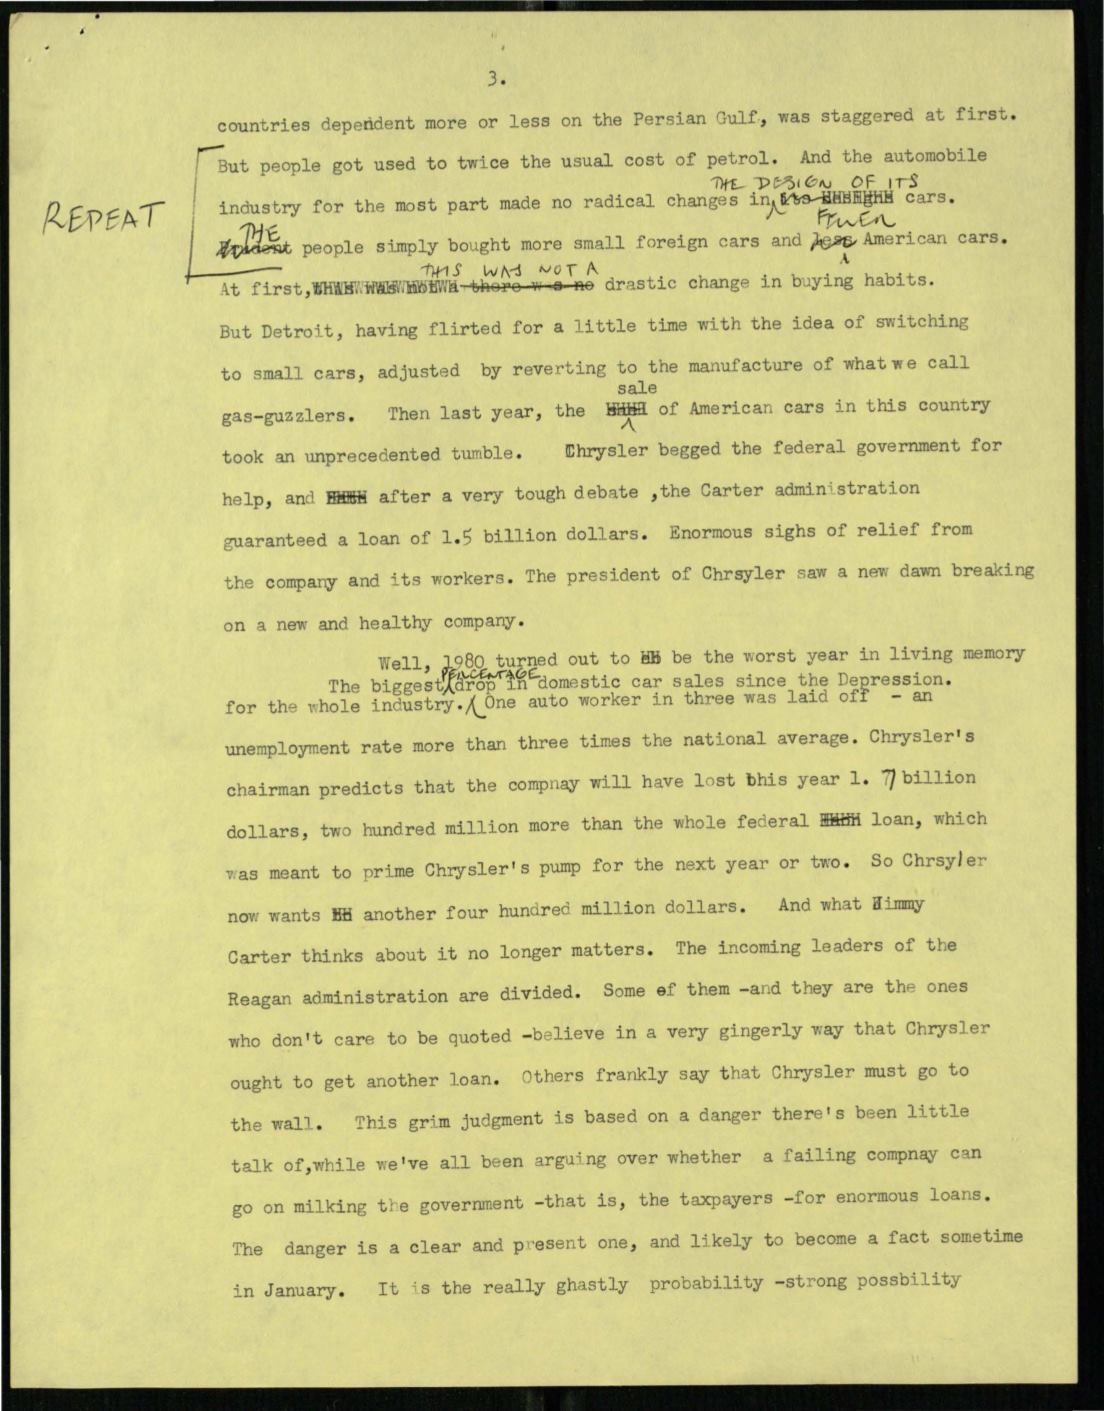 3.
countries dependent more or less on the Persian Gulf, was staggered at first.
But people got used to twice the usual cost of petrol. And the automobile
THE DESIGN OF ITS
industry for the most part made no radical changes in its designs cars.
REPEAT
THE
FEWER
people simply bought more small foreign cars and less American cars.
THIS WAS NOT A
At first, there was no drastic change in buying habits.
But Detroit, having flirted for a little time with the idea of switching
to small cars, adjusted by reverting to the manufacture of what we call
sale
gas-guzzlers. Then last year, the of American cars in this country
took an unprecedented tumble. Chrysler begged the federal government for
help, and after a very tough debate ,the Carter administration
guaranteed a loan of 1.5 billion dollars. Enormous sighs of relief from
the company and its workers. The president of Chrsyler saw a new dawn breaking
on a new and healthy company.
Well, 1980 turned out to be the worst year in living memory
PERCENTAGE
The biggest drop in domestic car sales since the Depression.
for the whole industry. One auto worker in three was laid off - an
unemployment rate more than three times the national average. Chrysler's
chairman predicts that the compnay will have lost this year 1. 7 billion
dollars, two hundred million more than the whole federal loan, which
was meant to prime Chrysler's pump for the next year or two. So Chrsyler
now wants another four hundred million dollars. And what Jimmy
Carter thinks about it no longer matters. The incoming leaders of the
Reagan administration are divided. Some of them -and they are the ones
who don't care to be quoted -believe in a very gingerly way that Chrysler
ought to get another loan. Others frankly say that Chrysler must go to
the wall. This grim judgment is based on a danger there's been little
talk of,while we've all been arguing over whether a failing compnay can
go on milking the government -that is, the taxpayers -for enormous loans.
The danger is a clear and present one, and likely to become a fact sometime
in January. It is the really ghastly probability -strong possbility